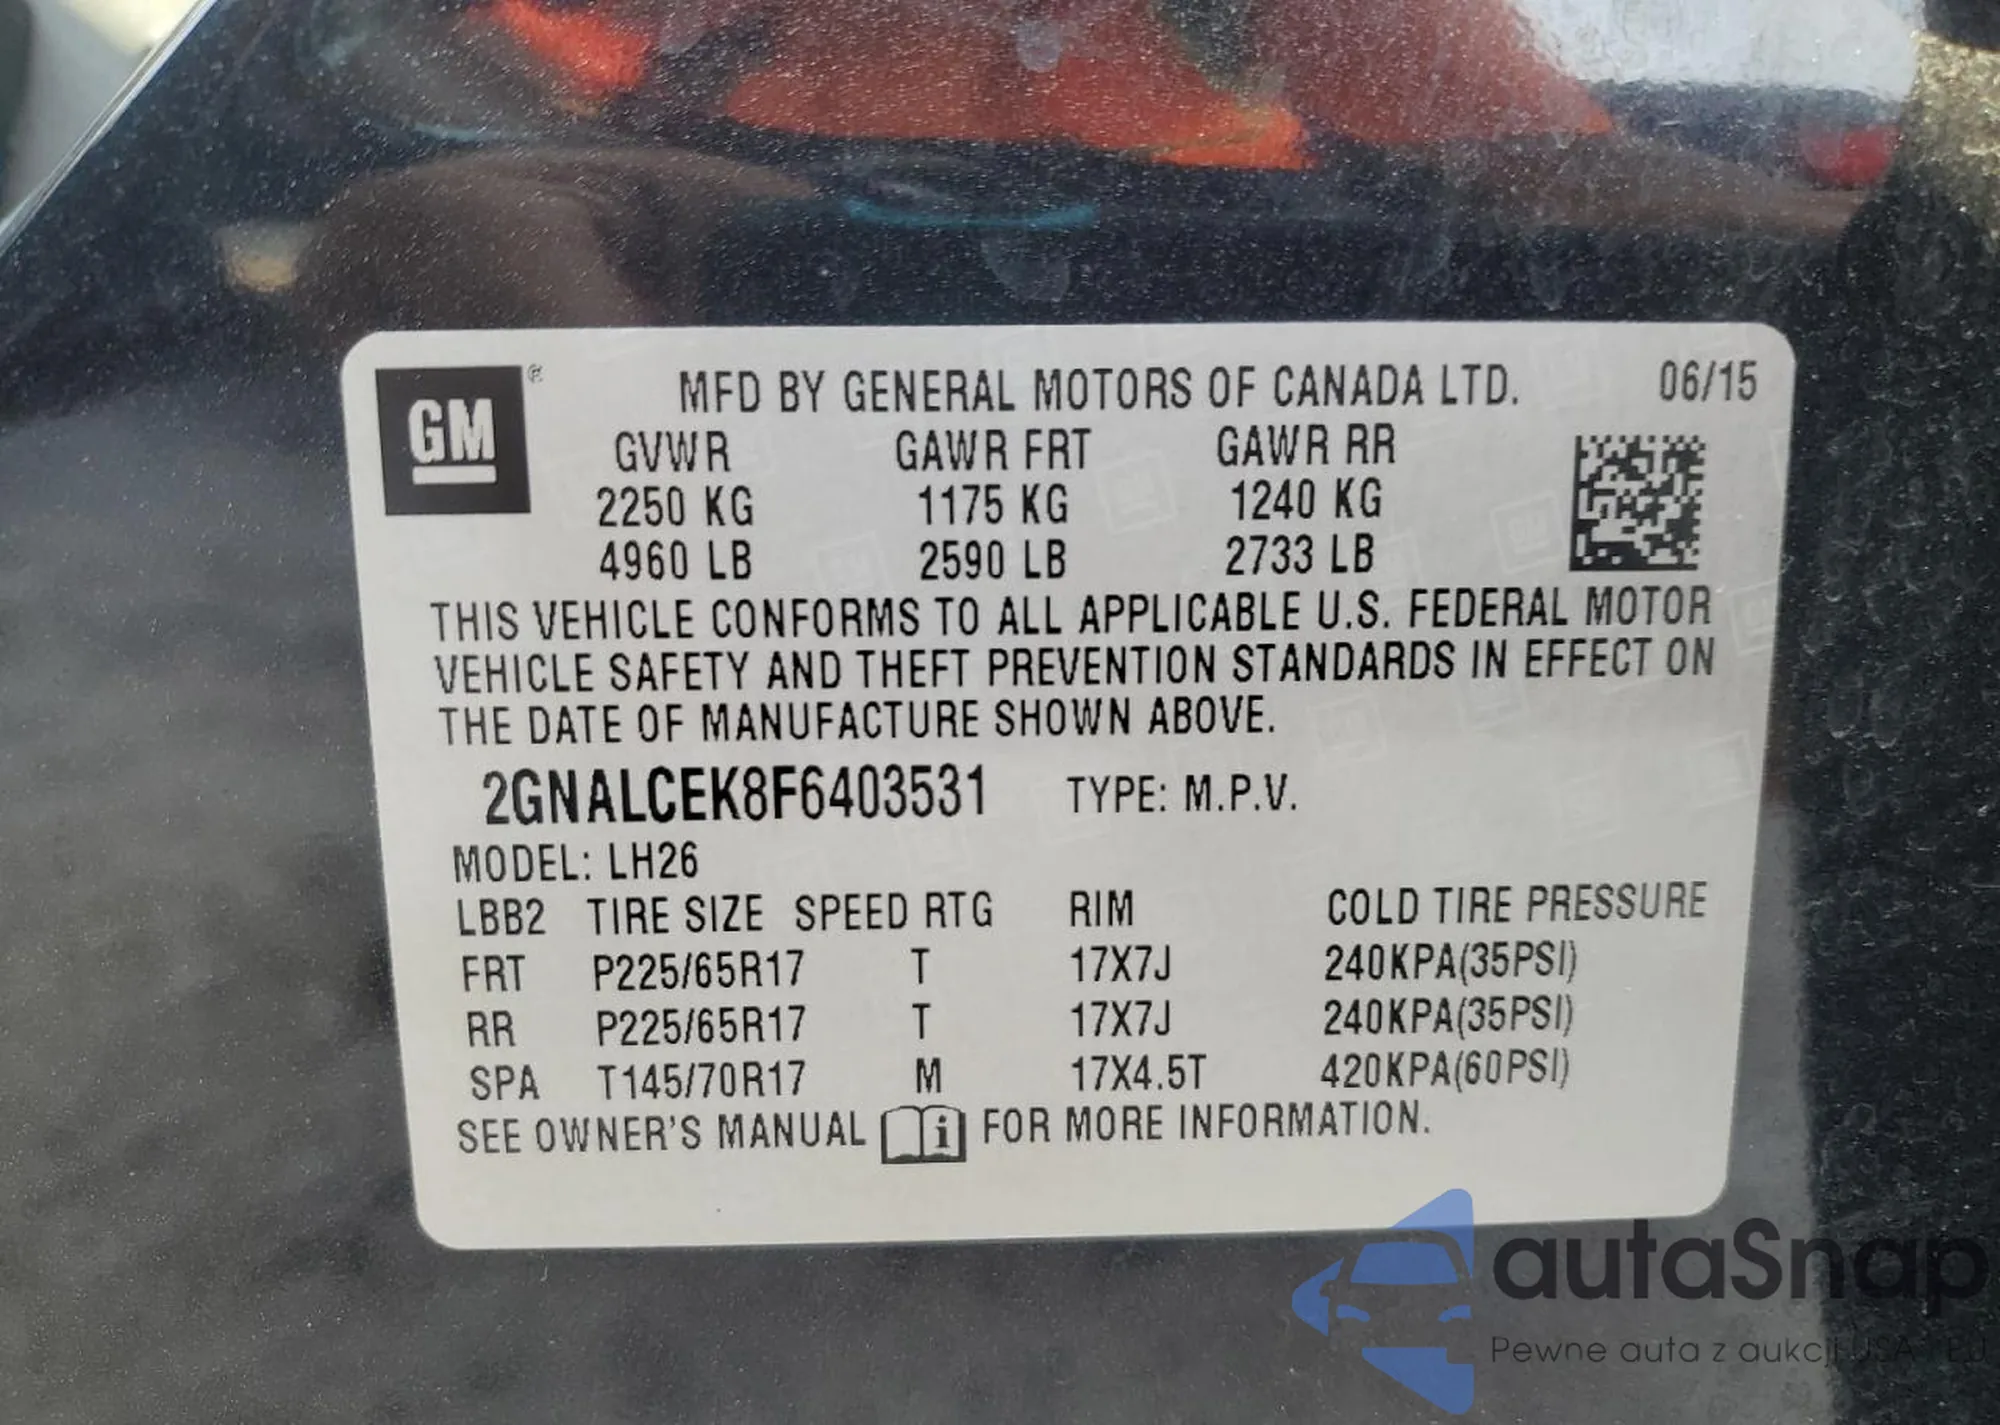 GM ® MFD BY GENERAL MOTORS OF CANADA LTD. 06/15
GVWR GAWR FRT GAWR RR
2250 KG 1175 KG 1240 KG
4960 LB 2590 LB 2733 LB
THIS VEHICLE CONFORMS TO ALL APPLICABLE U.S. FEDERAL MOTOR
VEHICLE SAFETY AND THEFT PREVENTION STANDARDS IN EFFECT ON
THE DATE OF MANUFACTURE SHOWN ABOVE.
2GNALCEK8F6403531 TYPE: M.P.V.
MODEL: LH26
LBB2 TIRE SIZE SPEED RTG RIM COLD TIRE PRESSURE
FRT P225/65R17 T 17X7J 240KPA(35PSI)
RR P225/65R17 T 17X7J 240KPA(35PSI)
SPA T145/70R17 M 17X4.5T 420KPA(60PSI)
SEE OWNER'S MANUAL i FOR MORE INFORMATION.
autaSnap
Pewne auta z aukcji USA i EU